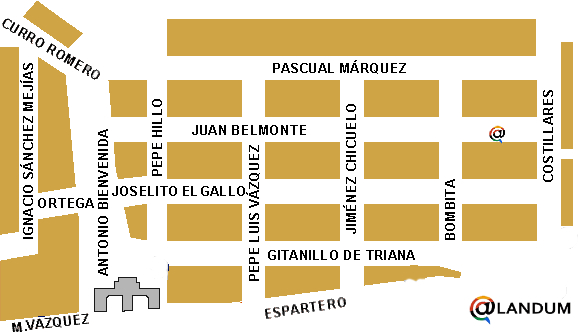 CURRO ROMERO
PASCUAL MÁRQUEZ
IGNACIO SÁNCHEZ MEJÍAS
PEPE HILLO
JIMÉNEZ CHICUELO
COSTILLARES
ANTONIO BIENVENIDA
JUAN BELMONTE
@
PEPE LUIS VÁZQUEZ
JOSELITO EL GALLO
ORTEGA
BOMBITA
GITANILLO DE TRIANA
ESPARTERO
M.VÁZQUEZ
@LANDUM